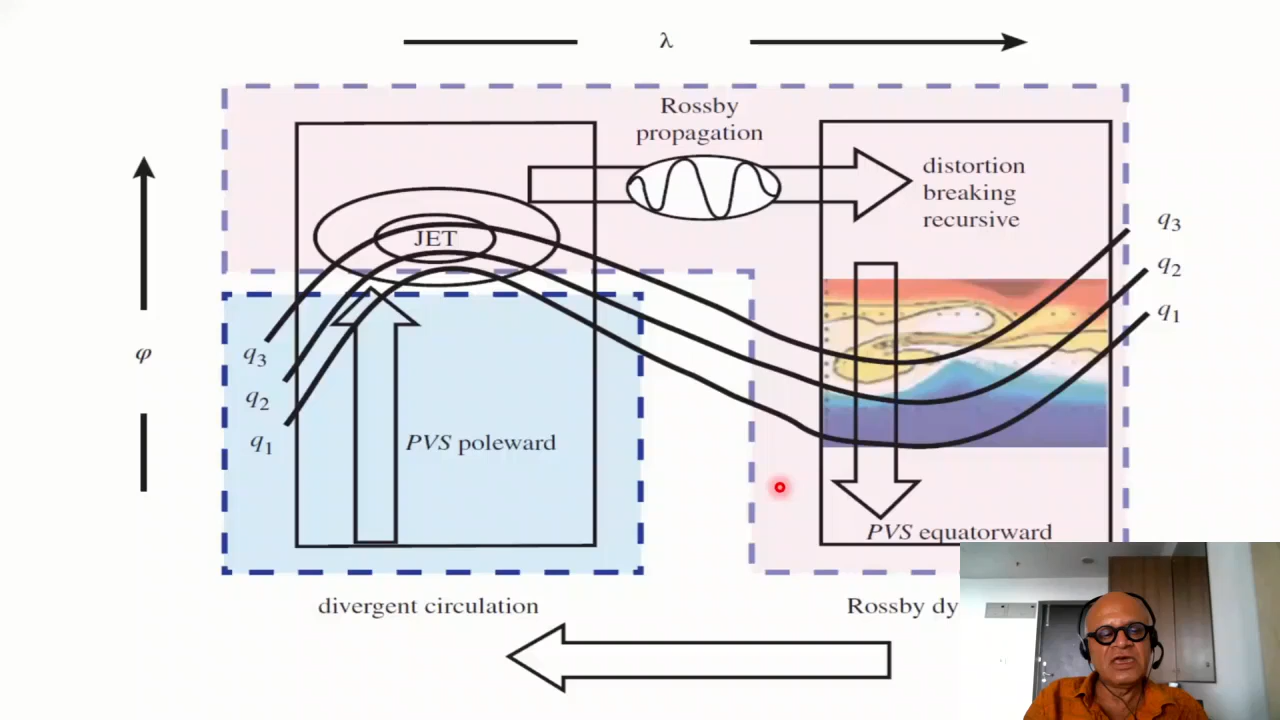 λ
Rossby
propagation
distortion
breaking
recursive
JET
q3
q2
q1
φ
q3
q2
q1
PVS poleward
PVS equatorward
divergent circulation
Rossby dy